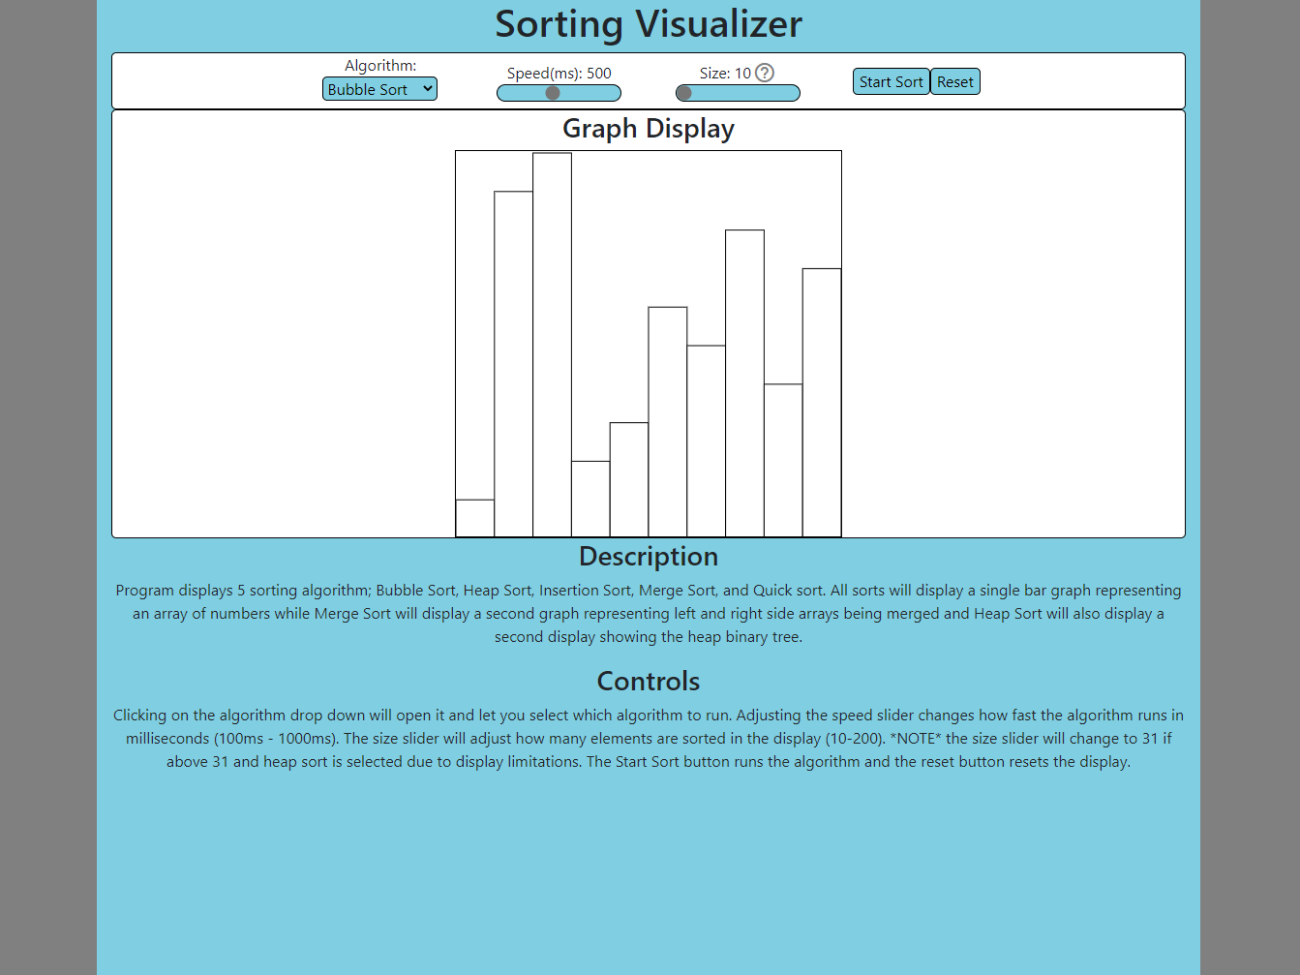 Sorting Visualizer
Algorithm:
Bubble Sort
Speed(ms): 500
Size: 10 ?
Start Sort
Reset
Graph Display
Description
Program displays 5 sorting algorithm; Bubble Sort, Heap Sort, Insertion Sort, Merge Sort, and Quick sort. All sorts will display a single bar graph representing
an array of numbers while Merge Sort will display a second graph representing left and right side arrays being merged and Heap Sort will also display a
second display showing the heap binary tree.
Controls
Clicking on the algorithm drop down will open it and let you select which algorithm to run. Adjusting the speed slider changes how fast the algorithm runs in
milliseconds (100ms - 1000ms). The size slider will adjust how many elements are sorted in the display (10-200). *NOTE* the size slider will change to 31 if
above 31 and heap sort is selected due to display limitations. The Start Sort button runs the algorithm and the reset button resets the display.